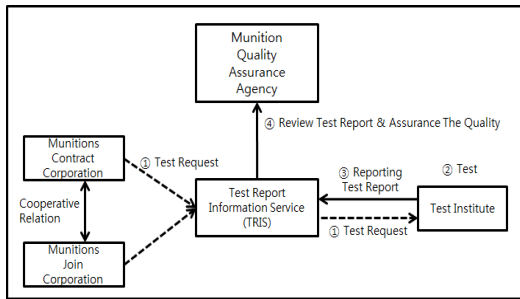 Munition
Quality
Assurance
Agency
④ Review Test Report & Assurance The Quality
Munitions
Contract
Corporation
① Test Request
Cooperative
Relation
Munitions
Join
Corporation
Test Report
Information Service
(TRIS)
③ Reporting
Test Report
② Test
① Test Request
Test Institute